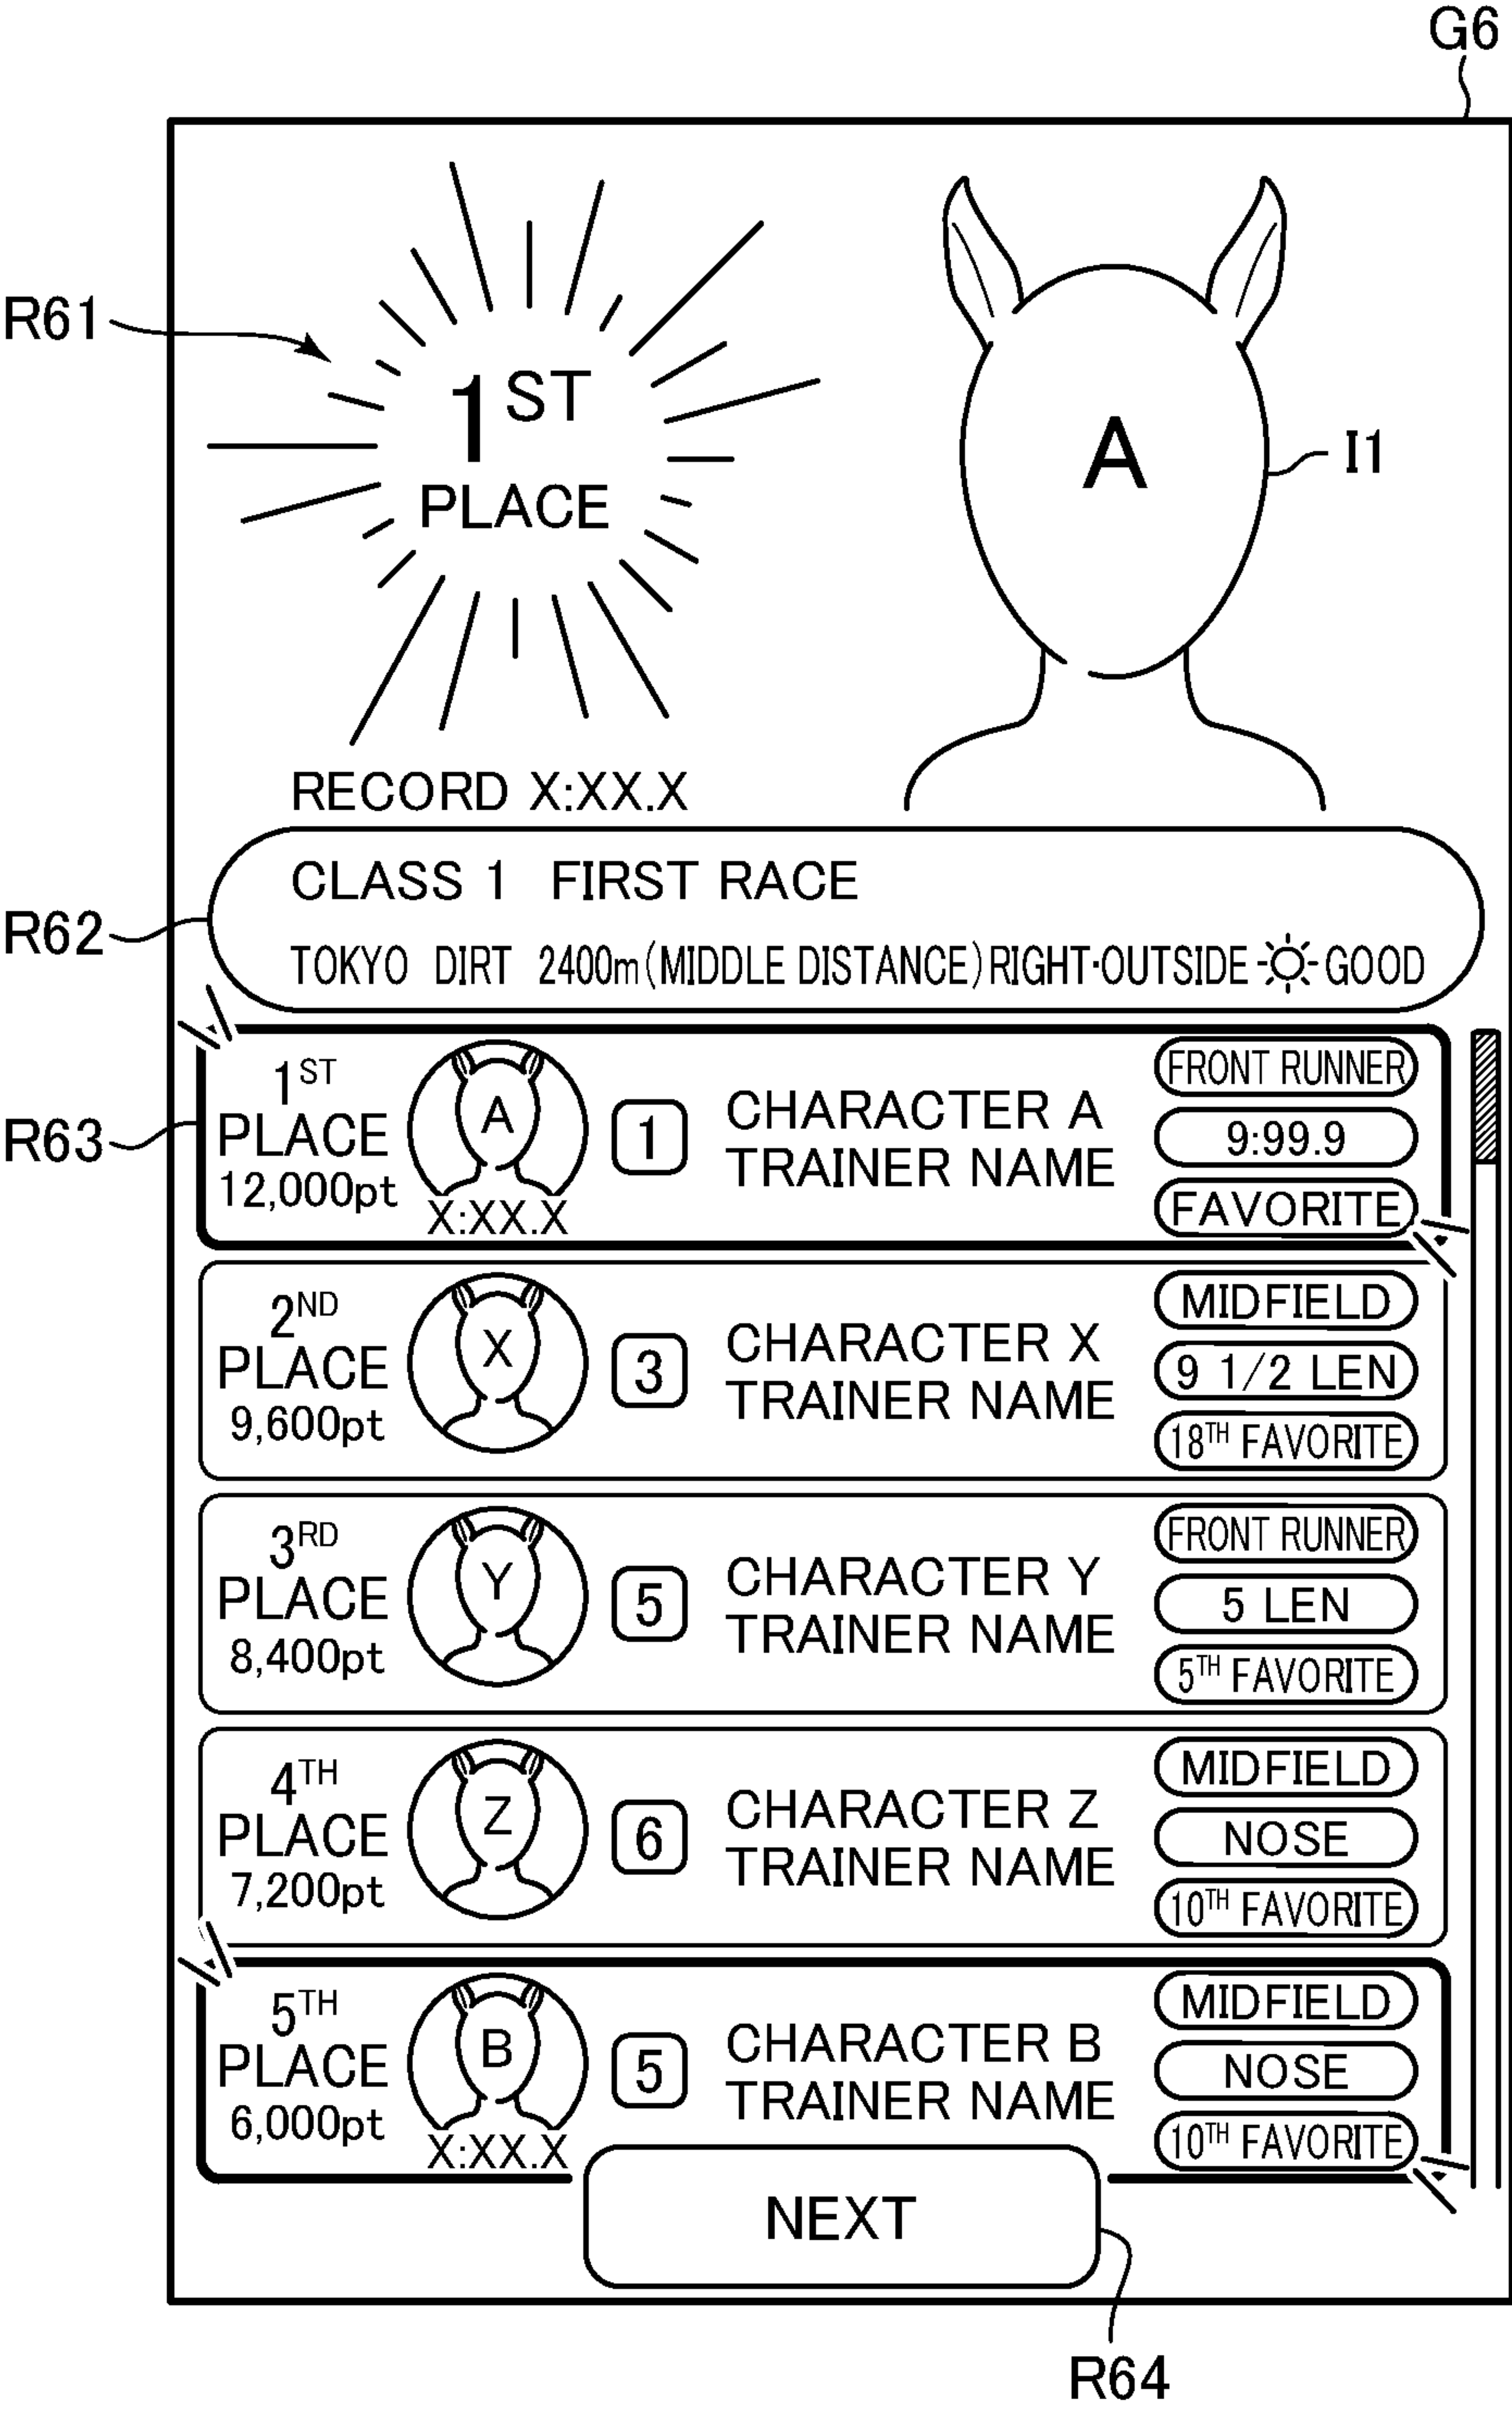 G6
R61
1ST
PLACE
A
I1
RECORD X:XX.X
R62
CLASS 1 FIRST RACE
TOKYO DIRT 2400m(MIDDLE DISTANCE)RIGHT·OUTSIDE GOOD
R63
1ST
PLACE
12,000pt
A
X:XX.X
1
CHARACTER A
TRAINER NAME
FRONT RUNNER
9:99.9
FAVORITE
2ND
PLACE
9,600pt
X
3
CHARACTER X
TRAINER NAME
MIDFIELD
9 1/2 LEN
18TH FAVORITE
3RD
PLACE
8,400pt
Y
5
CHARACTER Y
TRAINER NAME
FRONT RUNNER
5 LEN
5TH FAVORITE
4TH
PLACE
7,200pt
Z
6
CHARACTER Z
TRAINER NAME
MIDFIELD
NOSE
10TH FAVORITE
5TH
PLACE
6,000pt
B
X:XX.X
5
CHARACTER B
TRAINER NAME
MIDFIELD
NOSE
10TH FAVORITE
NEXT
R64